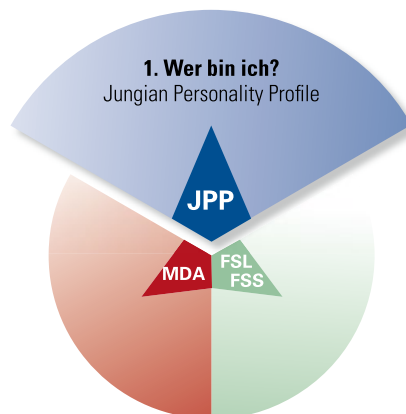 1. Wer bin ich?
Jungian Personality Profile
JPP
MDA
FSL
FSS